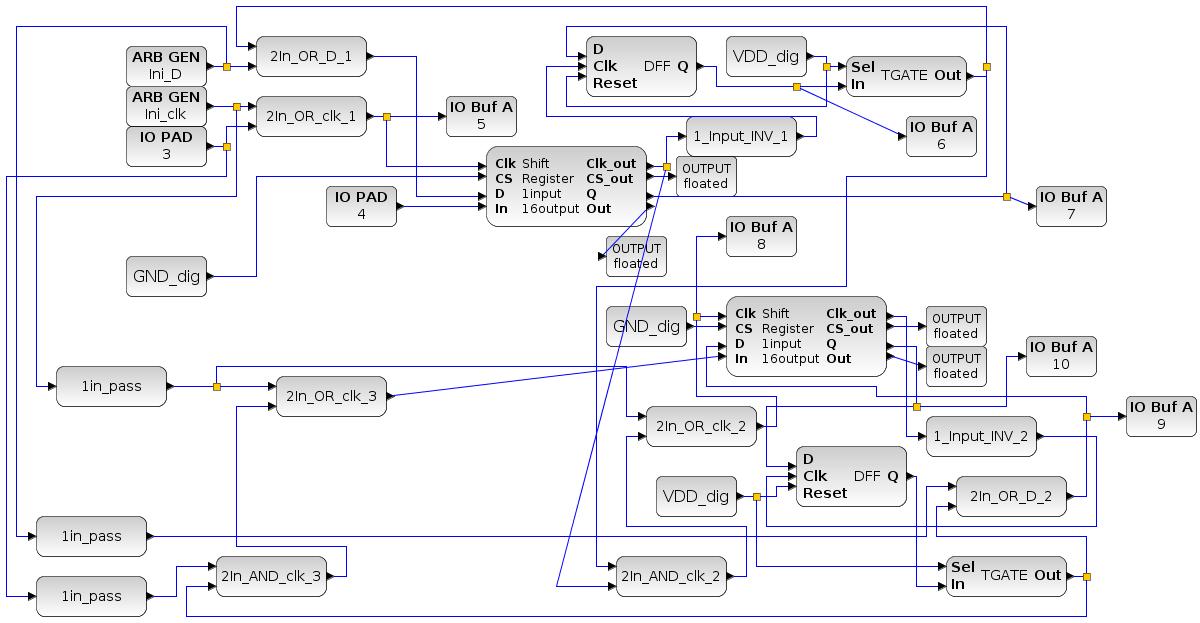 ARB GEN
Ini_D
2In_OR_D_1
ARB GEN
Ini_clk
2In_OR_clk_1
IO PAD
3
IO Buf A
5
D
Clk DFF Q
Reset
VDD_dig
Sel
TGATE Out
In
IO Buf A
6
1_Input_INV_1
OUTPUT
floated
Clk Shift Clk_out
CS Register CS_out
D 1input Q
In 16output Out
IO PAD
4
IO Buf A
7
IO Buf A
8
OUTPUT
floated
GND_dig
GND_dig
Clk Shift Clk_out
CS Register CS_out
D 1input Q
In 16output Out
OUTPUT
floated
OUTPUT
floated
IO Buf A
10
1in_pass
2In_OR_clk_3
2In_OR_clk_2
IO Buf A
9
1_Input_INV_2
D
Clk DFF Q
Reset
VDD_dig
2In_OR_D_2
1in_pass
1in_pass
2In_AND_clk_3
2In_AND_clk_2
Sel
TGATE Out
In